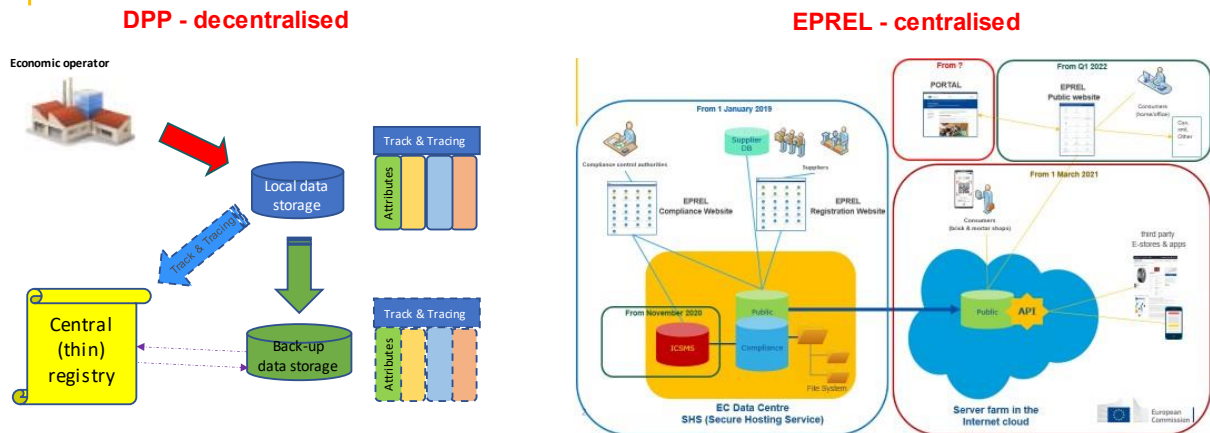 DPP - decentralised
EPREL - centralised
Economic operator
Local data
storage
Track & Tracing
Attributes
Track & Tracing
Central
(thin)
registry
Back-up
data storage
Track & Tracing
Attributes
From 1 January 2019
Compliance control authorities
Supplier
DB
Suppliers
EPREL
Compliance Website
EPREL
Registration Website
From November 2020
ICSMS
Public
Compliance
File System
EC Data Centre
SHS (Secure Hosting Service)
From ?
PORTAL
From Q1 2022
EPREL
Public website
Consumers
(home/office)
Other
From 1 March 2021
Consumers
(brick & mortar shops)
third party
E-stores & apps
Public
API
Server farm in the
Internet cloud
European
Commission